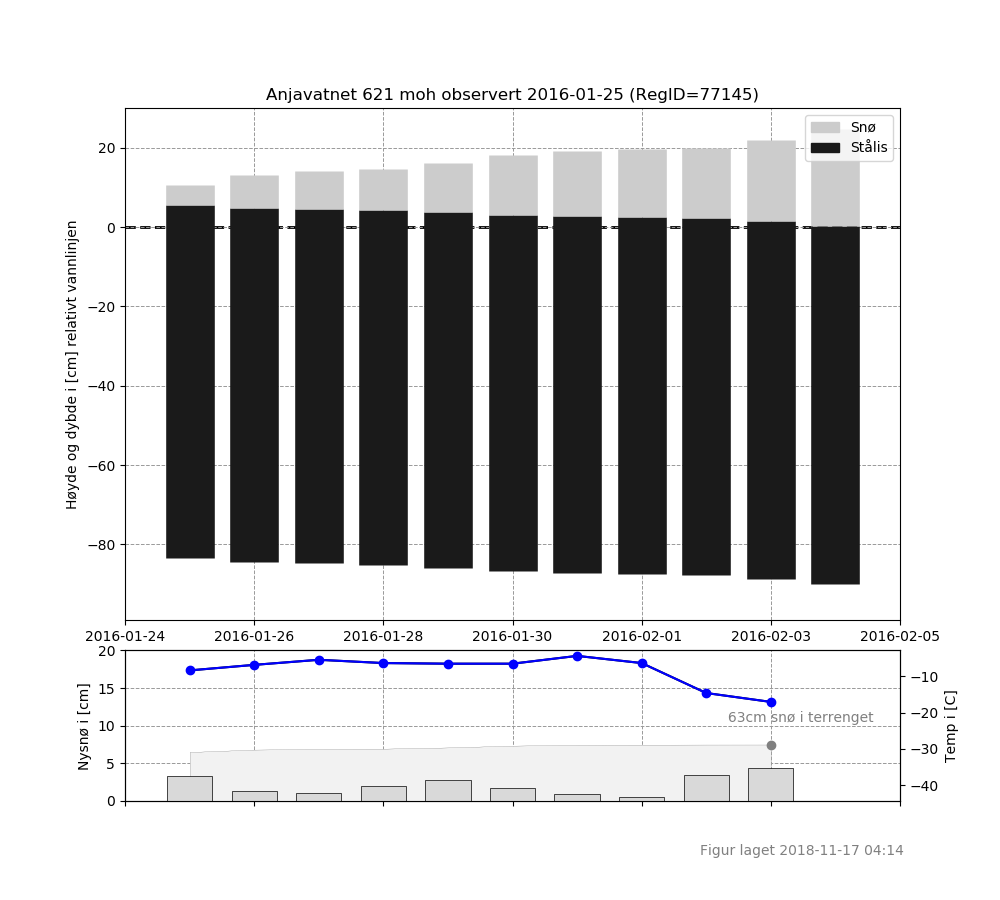 Anjavatnet 621 moh observert 2016-01-25 (RegID=77145)
Snø
Stålis
20
0
−20
−40
−60
−80
Høyde og dybde i [cm] relativt vannlinjen
2016-01-24 2016-01-26 2016-01-28 2016-01-30 2016-02-01 2016-02-03 2016-02-05
20
15
10
5
0
Nysnø i [cm]
63cm snø i terrenget
−10
−20
−30
−40
Temp i [C]
Figur laget 2018-11-17 04:14